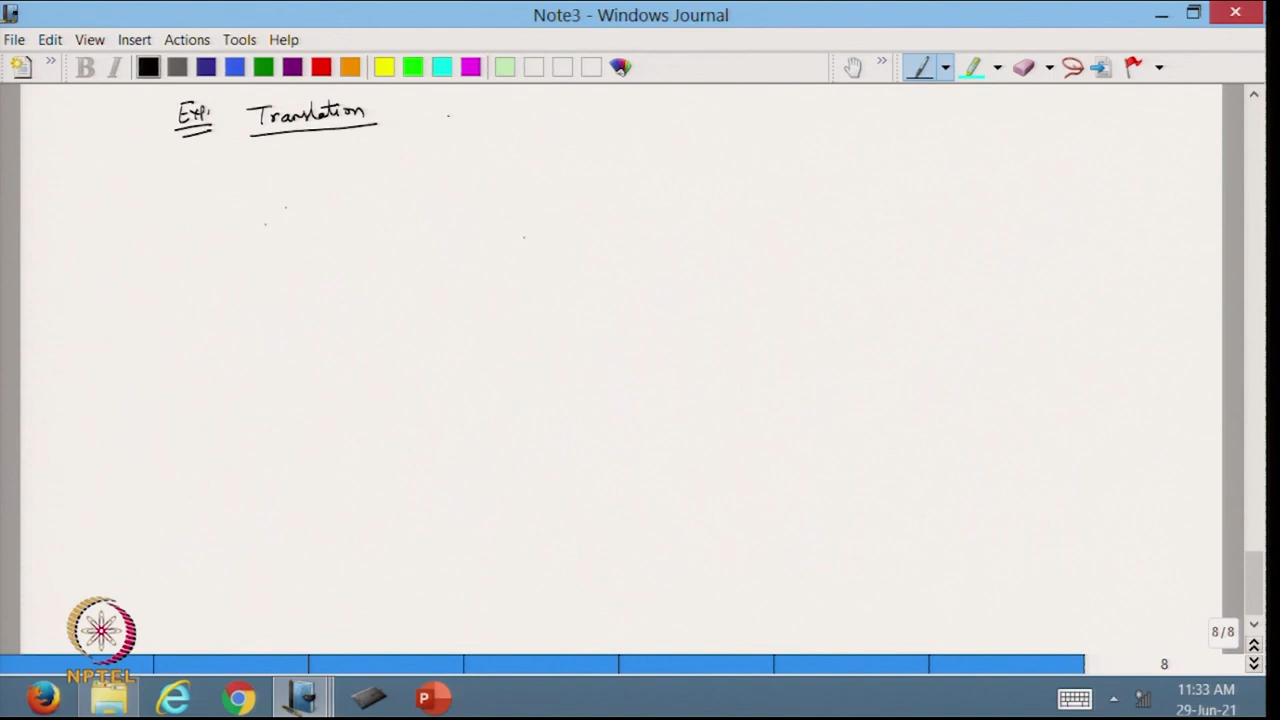 Note3 - Windows Journal
File Edit View Insert Actions Tools Help
B I
Exp: Translation
8/8
8
NPTEL
11:33 AM
29-Jun-21